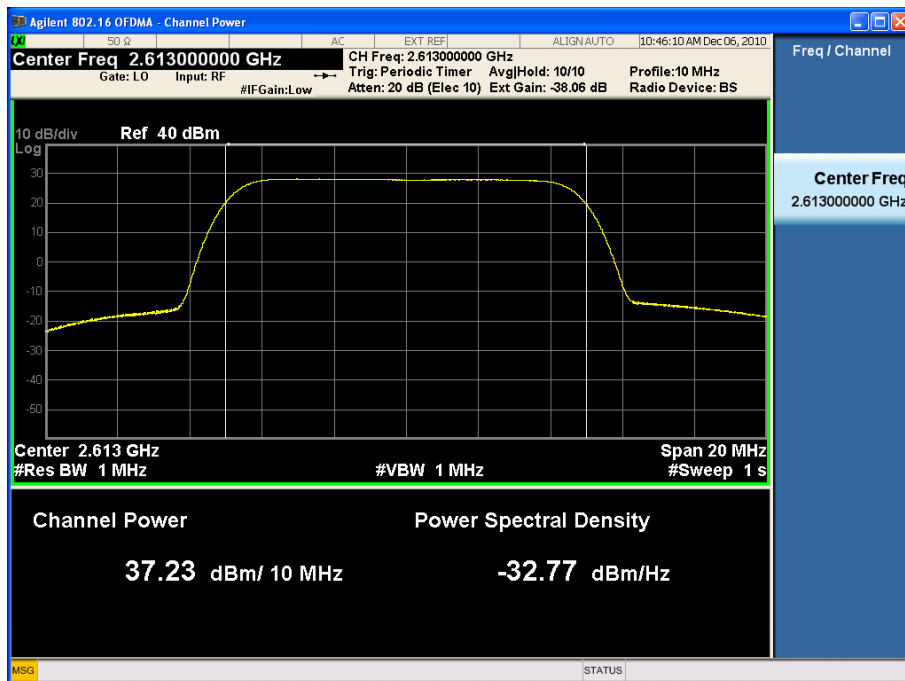 Agilent 802.16 OFDMA - Channel Power
LXI 50 Ω AC EXT REF ALIGN AUTO 10:46:10 AM Dec 06, 2010
Center Freq 2.613000000 GHz
Gate: LO Input: RF
#IFGain:Low
CH Freq: 2.613000000 GHz
Trig: Periodic Timer Avg|Hold: 10/10 Profile:10 MHz
Atten: 20 dB (Elec 10) Ext Gain: -38.06 dB Radio Device: BS
Freq / Channel
Center Freq
2.613000000 GHz
10 dB/div Ref 40 dBm
Log
30
20
10
0
-10
-20
-30
-40
-50
Center 2.613 GHz Span 20 MHz
#Res BW 1 MHz #VBW 1 MHz #Sweep 1 s
Channel Power Power Spectral Density
37.23 dBm/ 10 MHz -32.77 dBm/Hz
MSG STATUS